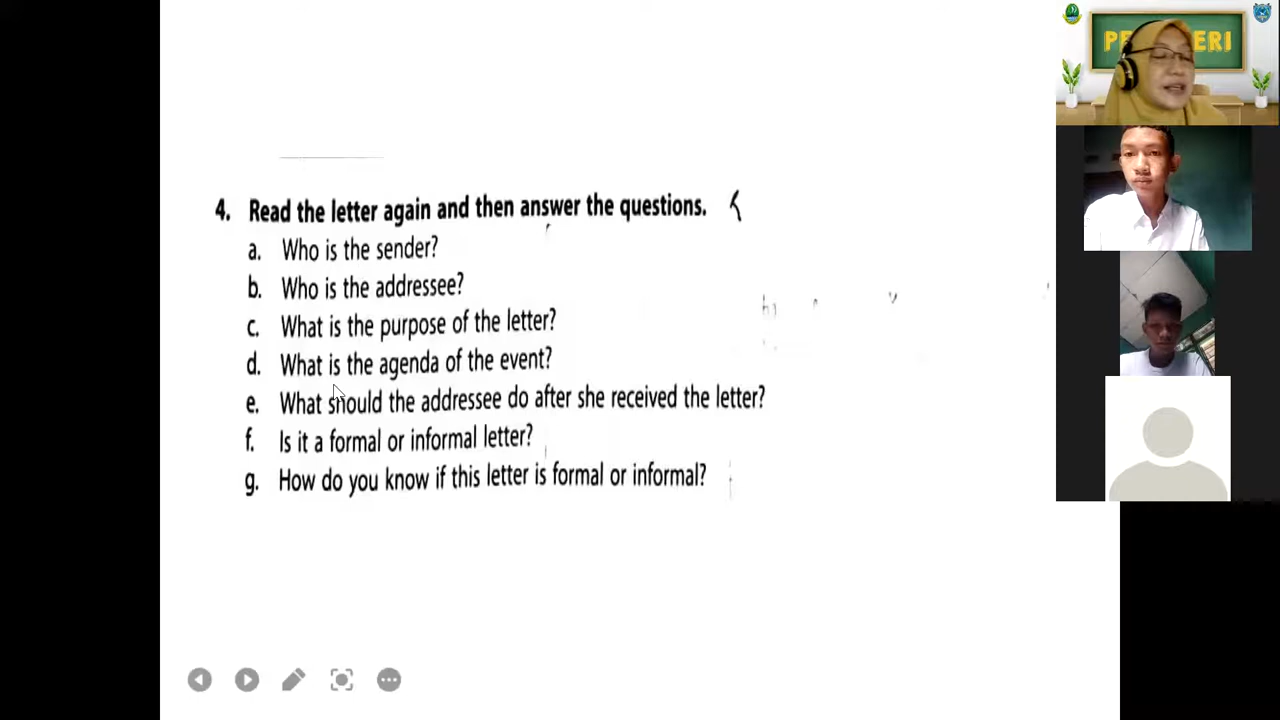 4. Read the letter again and then answer the questions.
a. Who is the sender?
b. Who is the addressee?
c. What is the purpose of the letter?
d. What is the agenda of the event?
e. What should the addressee do after she received the letter?
f. Is it a formal or informal letter?
g. How do you know if this letter is formal or informal?